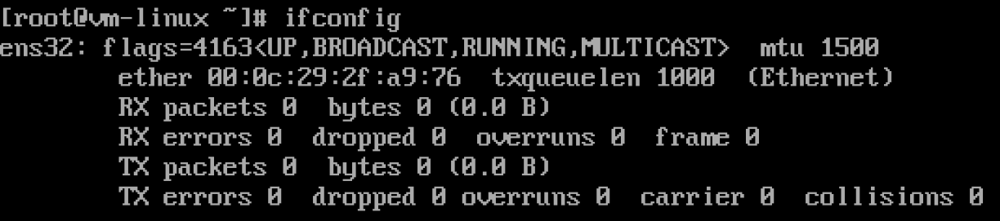 [root@vm-linux ~]# ifconfig
ens32: flags=4163<UP,BROADCAST,RUNNING,MULTICAST>  mtu 1500
        ether 00:0c:29:2f:a9:76  txqueuelen 1000  (Ethernet)
        RX packets 0  bytes 0 (0.0 B)
        RX errors 0  dropped 0  overruns 0  frame 0
        TX packets 0  bytes 0 (0.0 B)
        TX errors 0  dropped 0 overruns 0  carrier 0  collisions 0